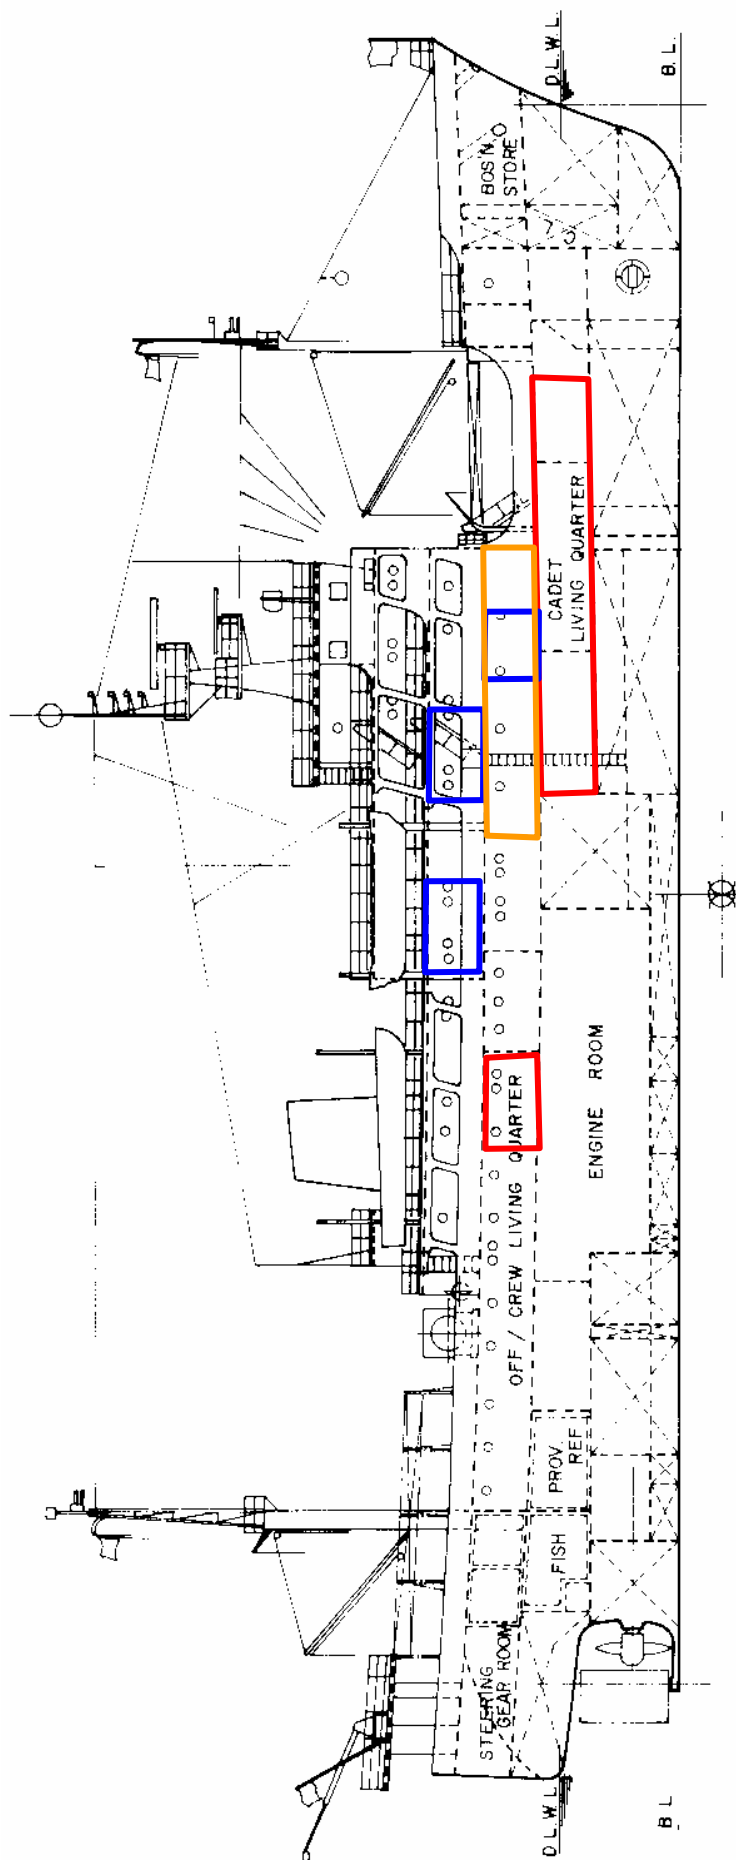 D.L.W.L.
B.L.
BOS'N
STORE
CADET
LIVING QUARTER
ENGINE ROOM
OFF / CREW LIVING QUARTER
PROV.
REF
FISH
STEERING
GEAR ROOM
D.L.W.L.
B L